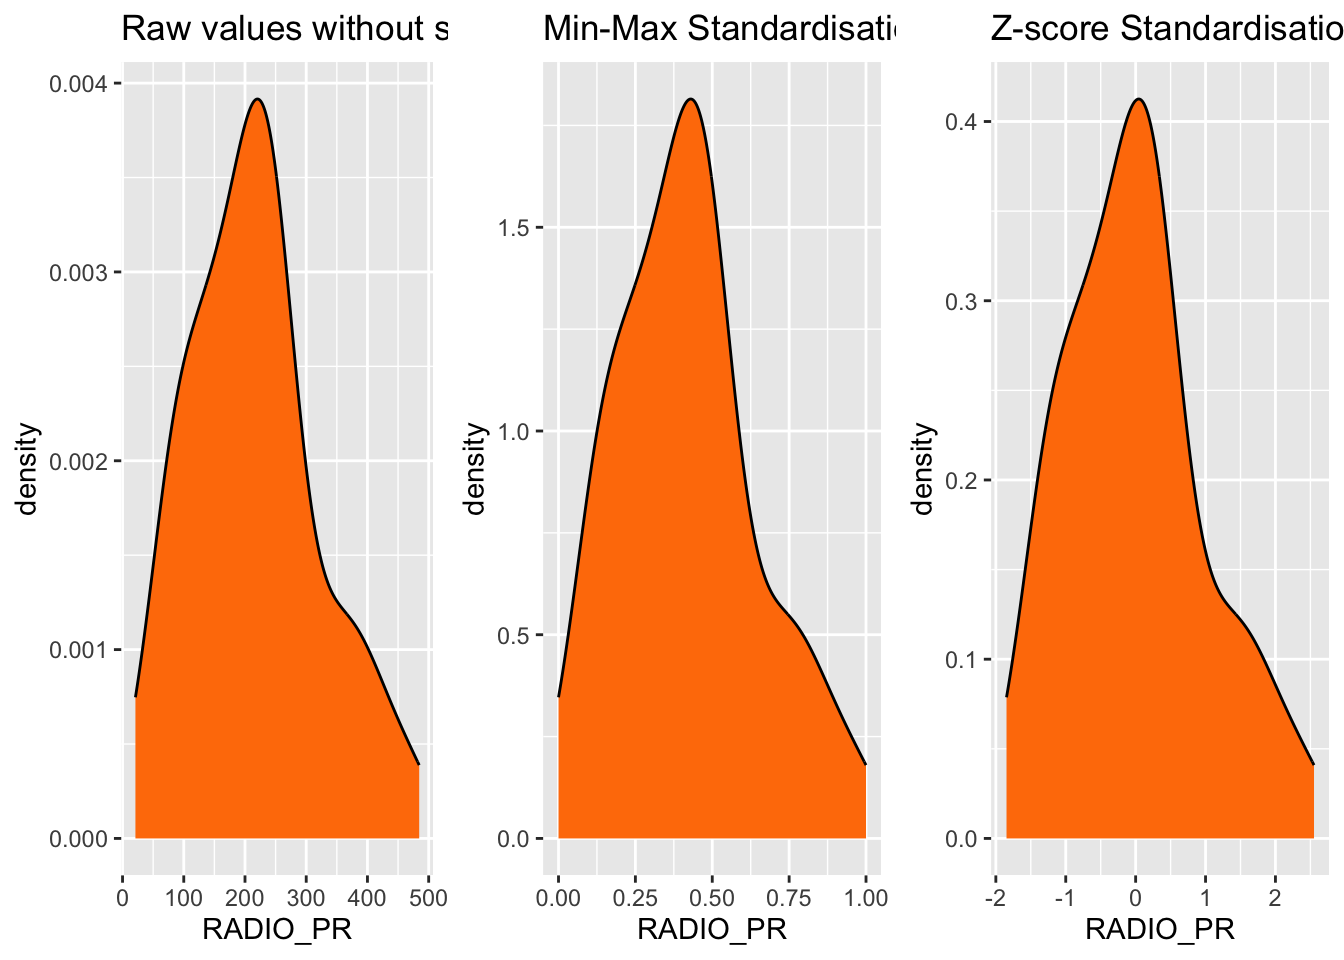 Raw values without s
Min-Max Standardisatio
Z-score Standardisatio
density
0.004
0.003
0.002
0.001
0.000
0 100 200 300 400 500
RADIO_PR
density
1.5
1.0
0.5
0.0
0.00 0.25 0.50 0.75 1.00
RADIO_PR
density
0.4
0.3
0.2
0.1
0.0
-2 -1 0 1 2
RADIO_PR